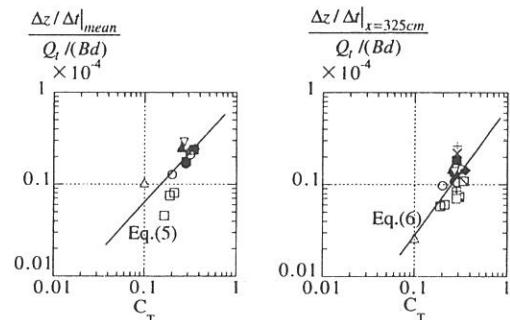 Δz / Δt|mean
Q_t /(Bd)
×10⁻⁴
1
0.1
0.01
Eq.(5)
0.01 0.1 1
C_T
Δz / Δt|x=325cm
Q_t /(Bd)
×10⁻⁴
1
0.1
0.01
Eq.(6)
0.01 0.1 1
C_T